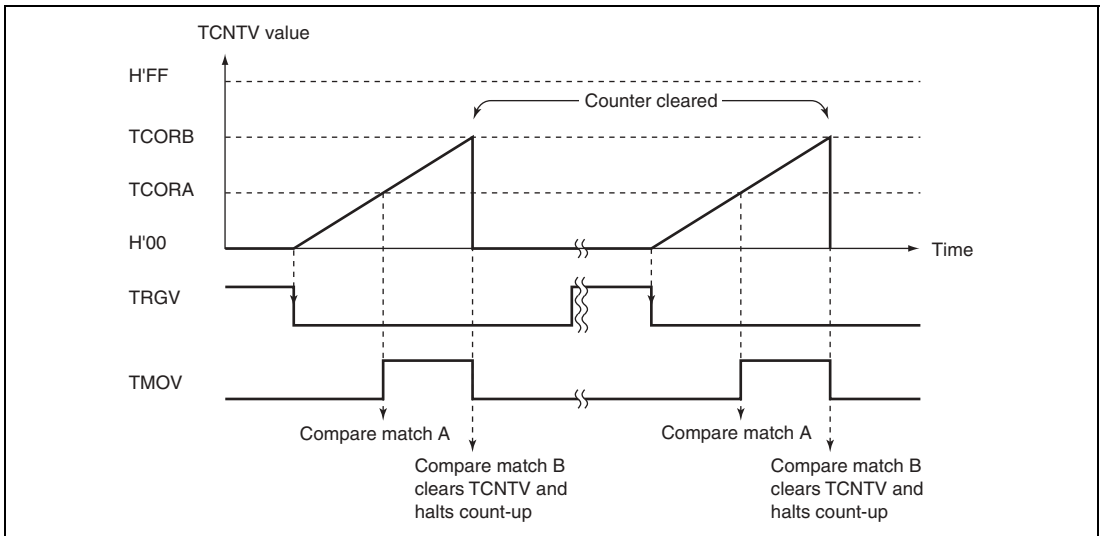 TCNTV value
H'FF
Counter cleared
TCORB
TCORA
H'00
Time
TRGV
TMOV
Compare match A
Compare match A
Compare match B
clears TCNTV and
halts count-up
Compare match B
clears TCNTV and
halts count-up